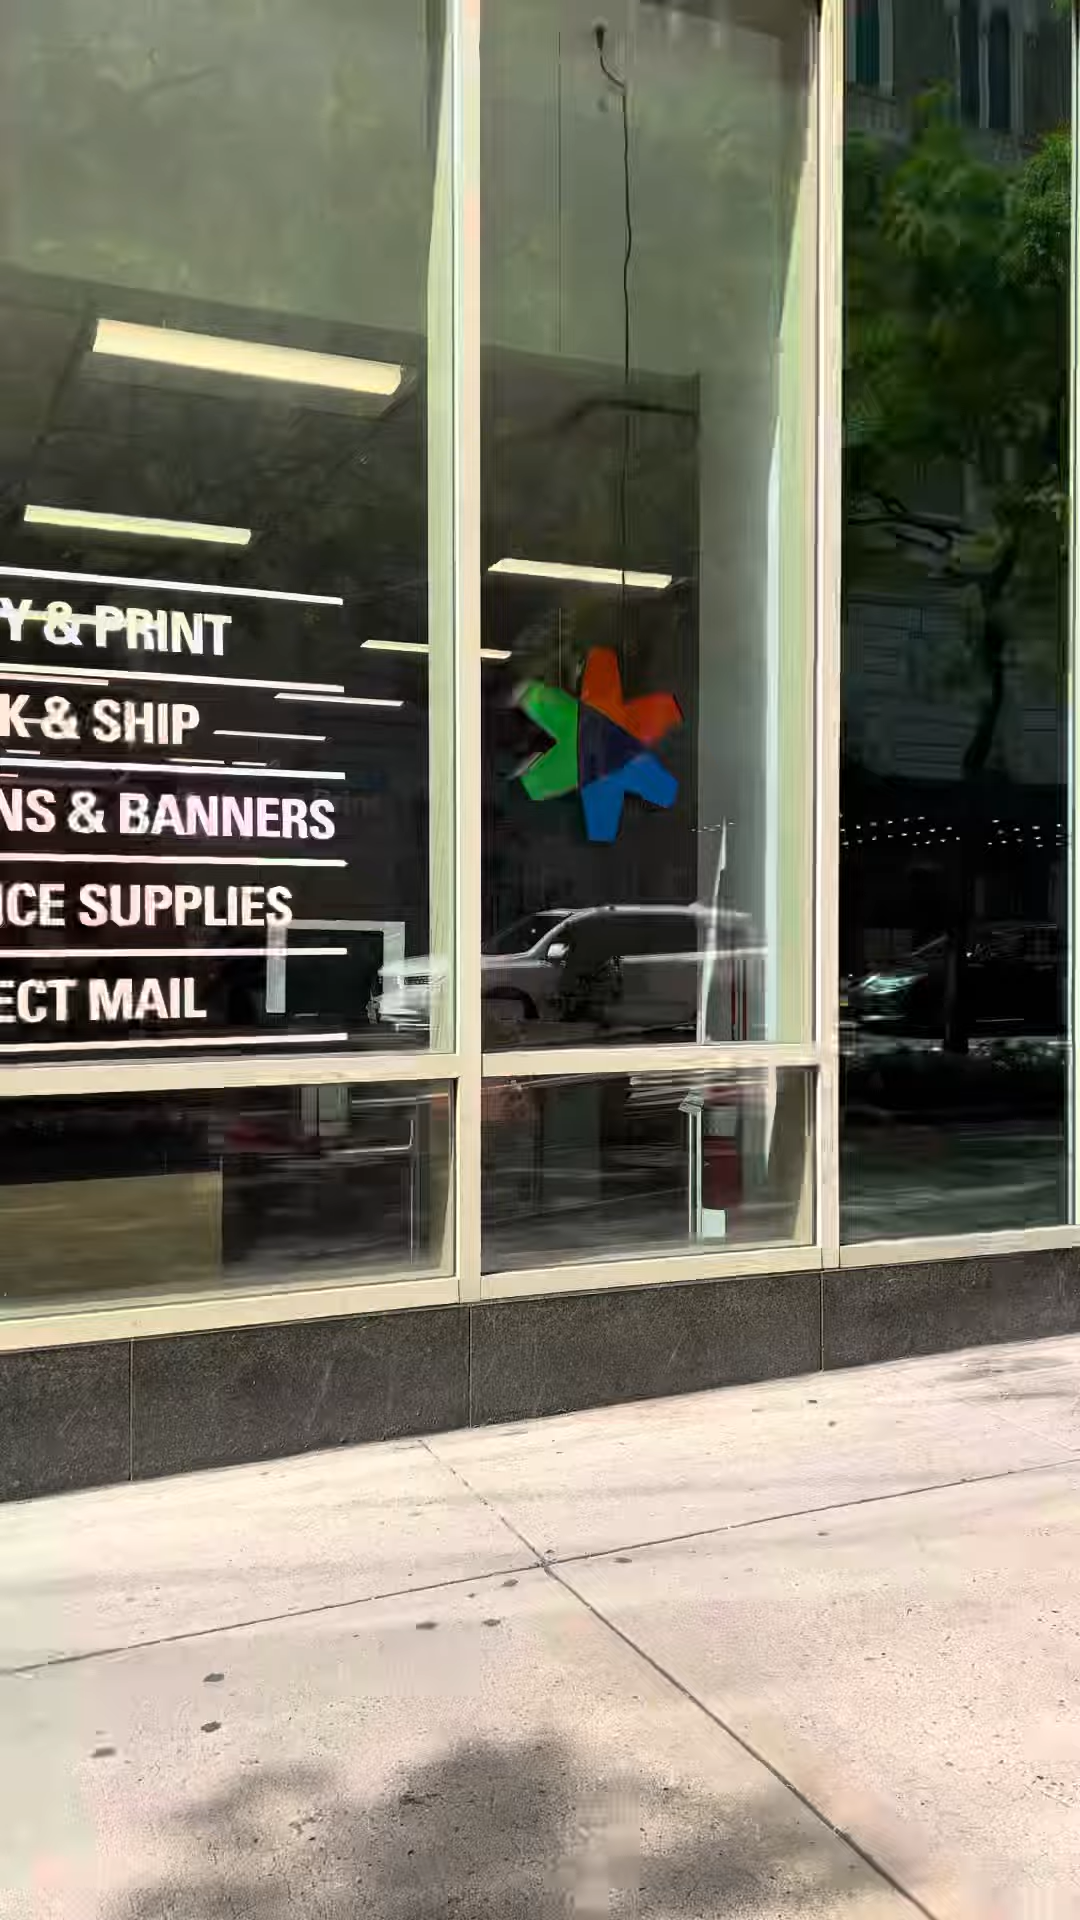 Y & PRINT
K & SHIP
NS & BANNERS
ICE SUPPLIES
ECT MAIL